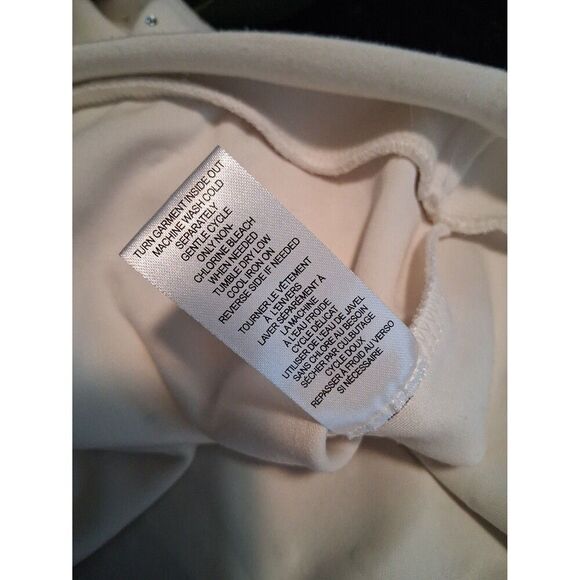 TURN GARMENT INSIDE OUT
MACHINE WASH COLD
SEPARATELY
GENTLE CYCLE
ONLY NON-
CHLORINE BLEACH
WHEN NEEDED
TUMBLE DRY LOW
COOL IRON ON
REVERSE SIDE IF NEEDED
TOURNER LE VÊTEMENT
À L'ENVERS
LAVER SÉPARÉMENT À
LA MACHINE
À L'EAU FROIDE
CYCLE DÉLICAT
UTILISER DE L'EAU DE JAVEL
SANS CHLORE AU BESOIN
SÉCHER PAR CULBUTAGE
CYCLE DOUX
REPASSER À FROID AU VERSO
SI NÉCESSAIRE